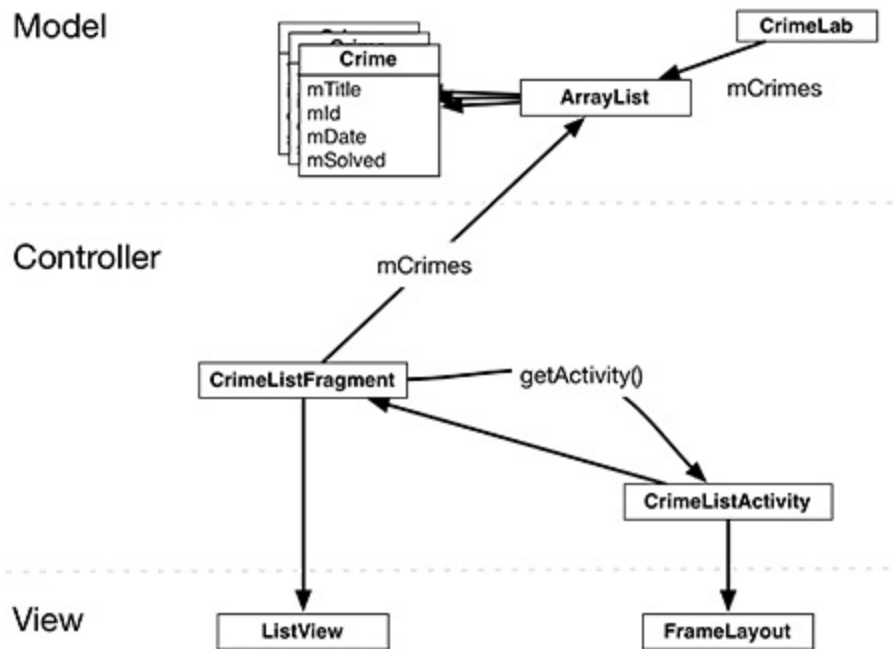 Model
CrimeLab
Crime
mTitle
mId
mDate
mSolved
ArrayList
mCrimes
Controller
mCrimes
CrimeListFragment
getActivity()
CrimeListActivity
View
ListView
FrameLayout